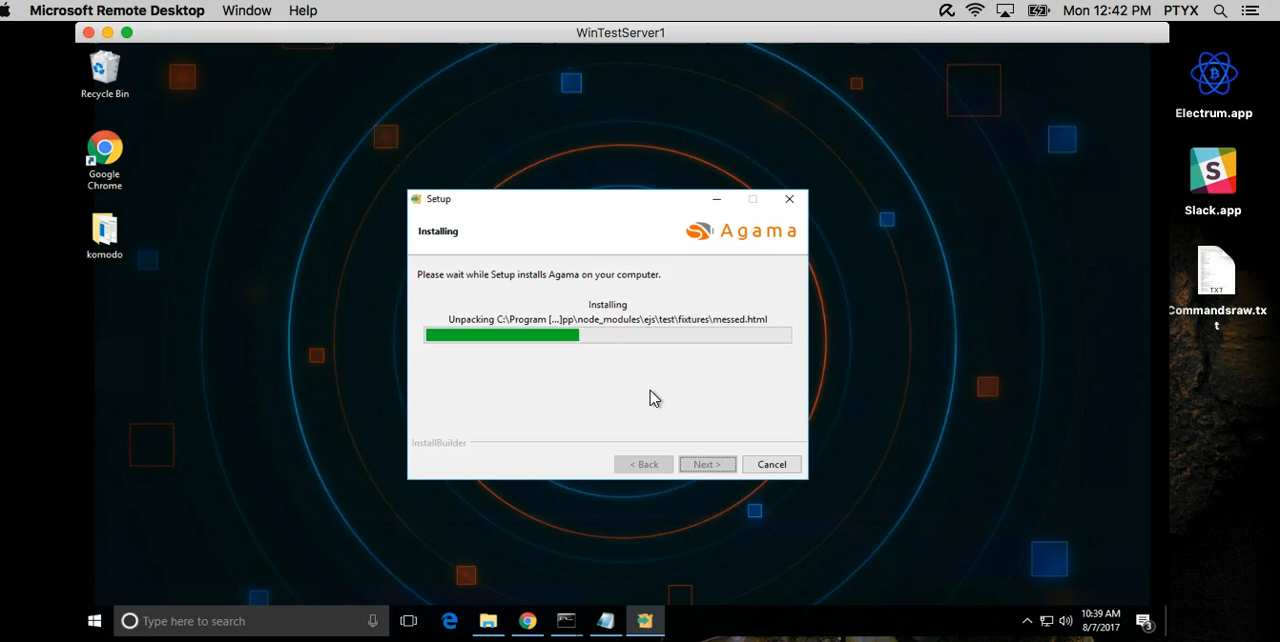 Microsoft Remote Desktop Window Help Mon 12:42 PM PTYX
WinTestServer1
Recycle Bin
Google
Chrome
komodo
Setup
Installing
Agama
Please wait while Setup installs Agama on your computer.
Installing
Unpacking C:\Program [...]pp\node_modules\ejs\test\fixtures\messed.html
InstallBuilder
< Back Next > Cancel
Electrum.app
S
Slack.app
TXT
Commandsraw.tx
t
Type here to search
10:39 AM
8/7/2017
3